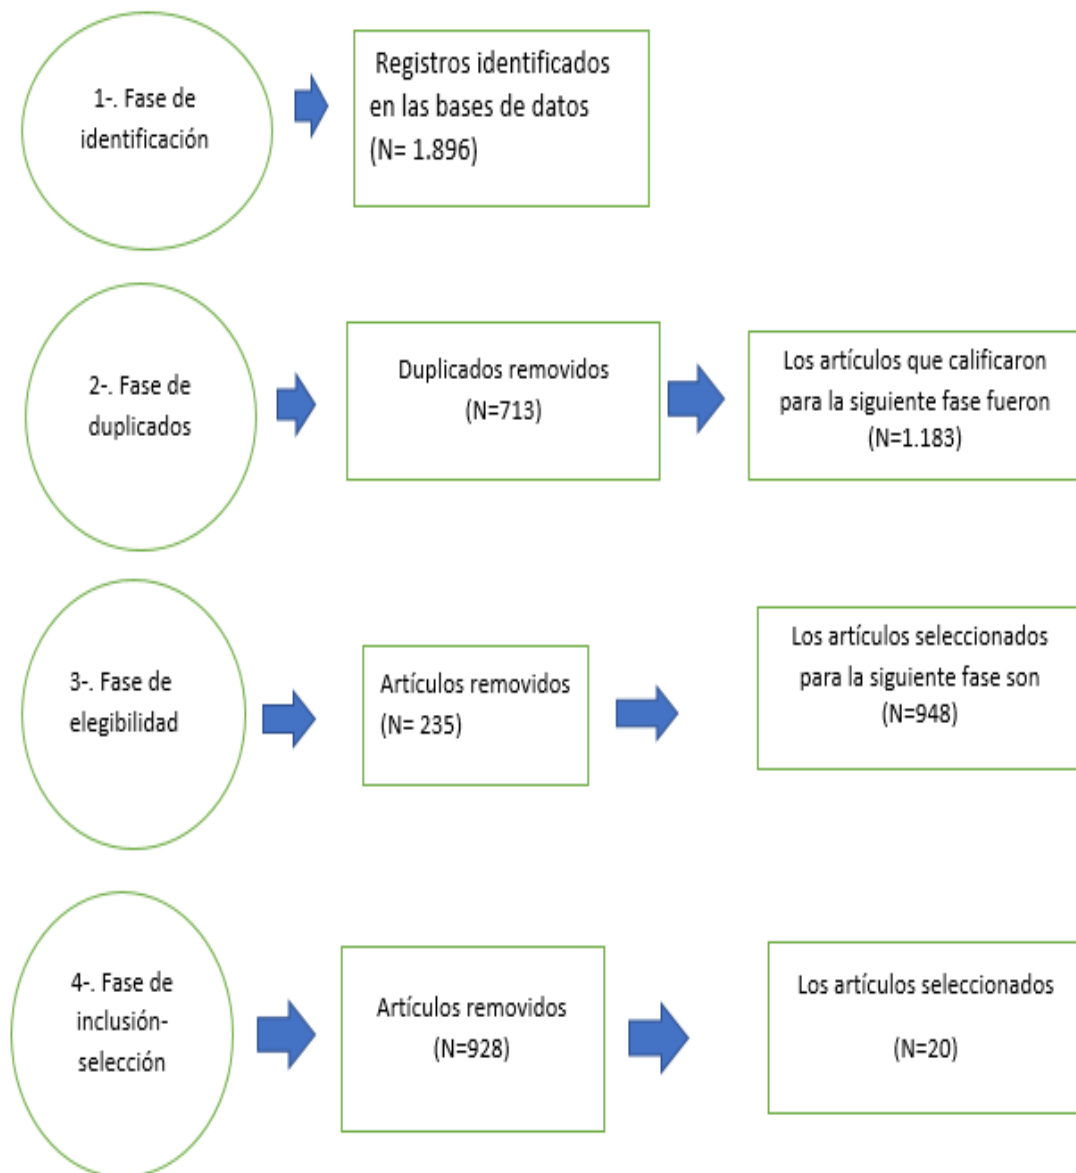 1-. Fase de
identificación
Registros identificados
en las bases de datos
(N= 1.896)
2-. Fase de
duplicados
Duplicados removidos
(N=713)
Los artículos que calificaron
para la siguiente fase fueron
(N=1.183)
3-. Fase de
elegibilidad
Artículos removidos
(N= 235)
Los artículos seleccionados
para la siguiente fase son
(N=948)
4-. Fase de
inclusión-
selección
Artículos removidos
(N=928)
Los artículos seleccionados
(N=20)